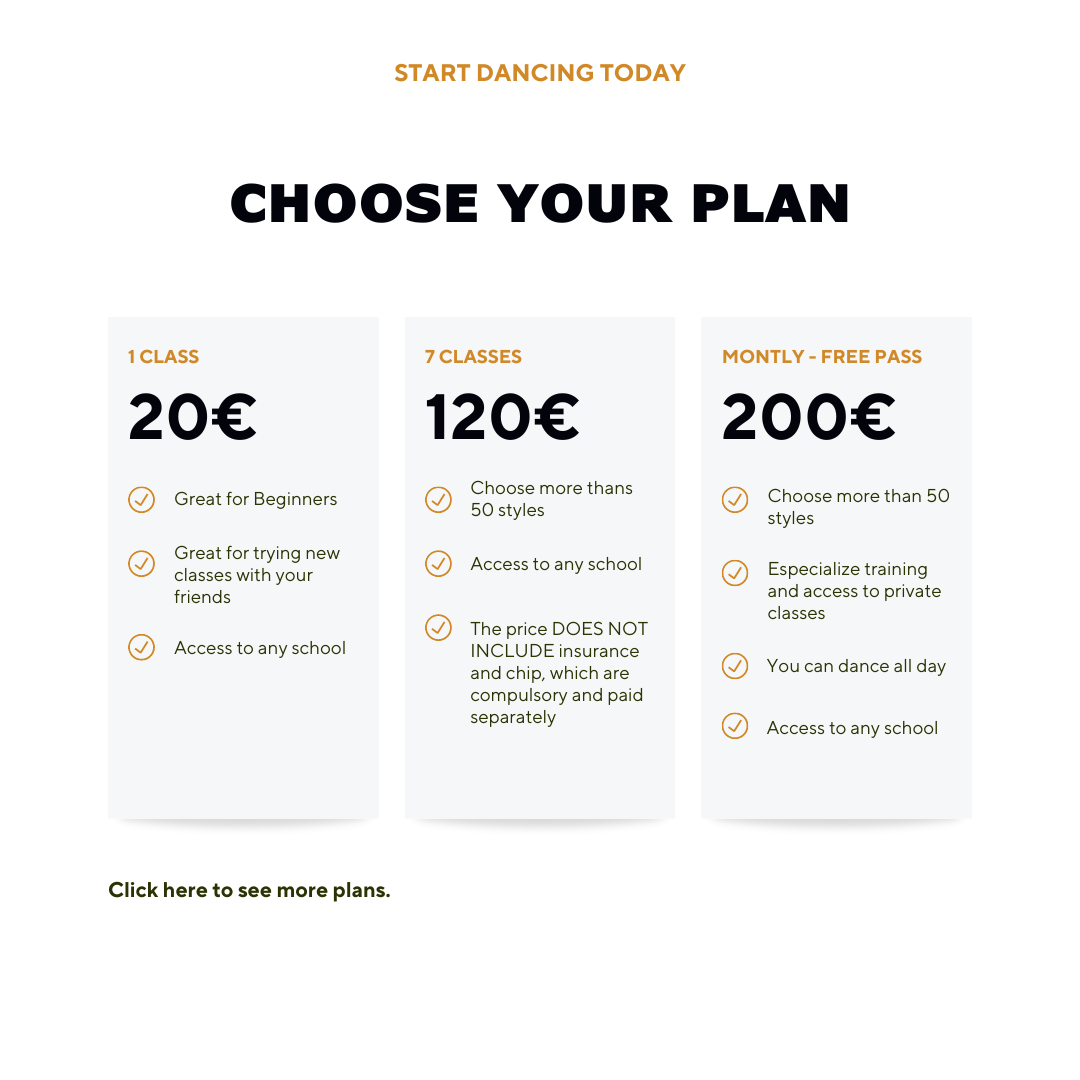 START DANCING TODAY
CHOOSE YOUR PLAN
1 CLASS
20€
Great for Beginners
Great for trying new
classes with your
friends
Access to any school
7 CLASSES
120€
Choose more thans
50 styles
Access to any school
The price DOES NOT
INCLUDE insurance
and chip, which are
compulsory and paid
separately
MONTLY - FREE PASS
200€
Choose more than 50
styles
Especialize training
and access to private
classes
You can dance all day
Access to any school
Click here to see more plans.